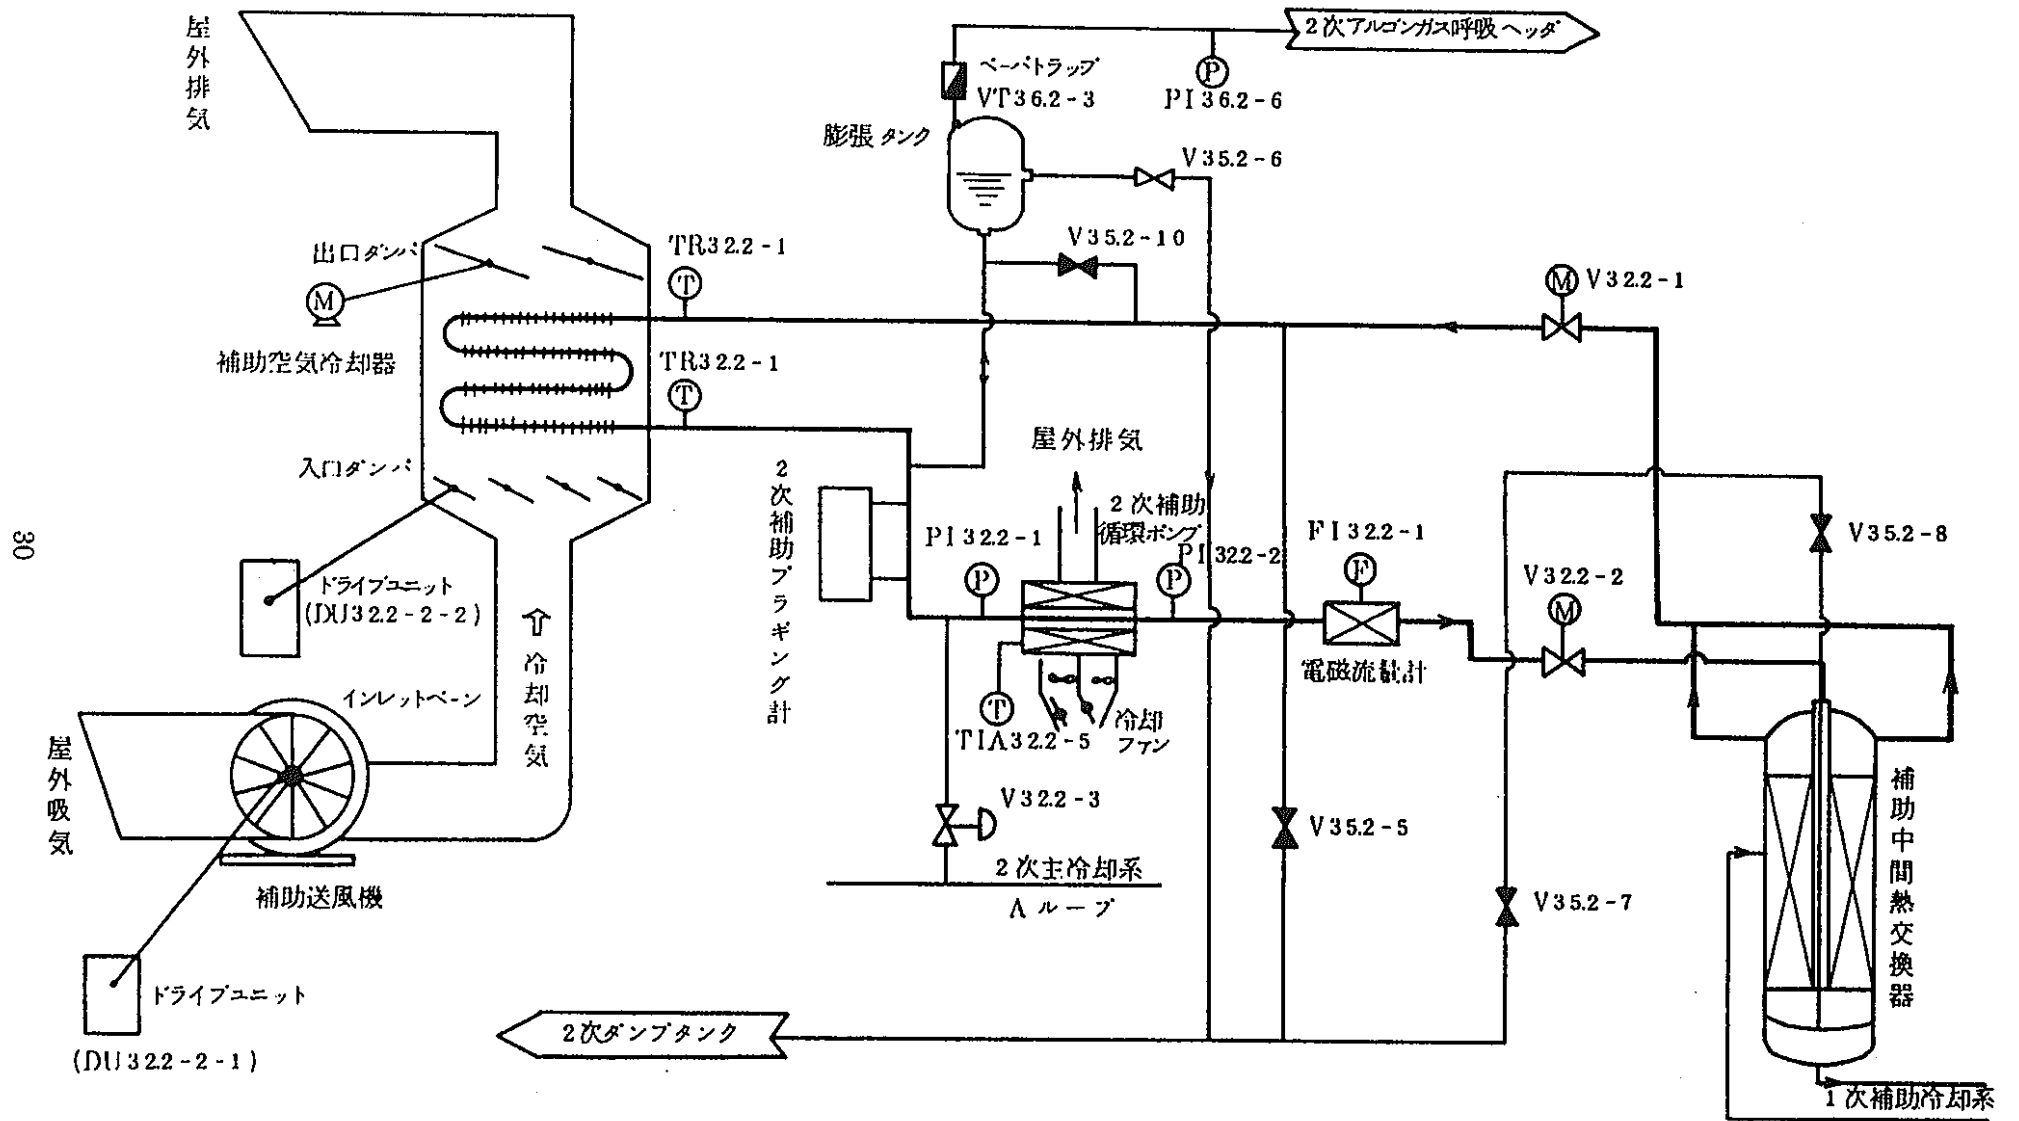 屋外排気
2次アルゴンガス呼吸ヘッダ
ベーパトラップ
VT36.2-3
PI36.2-6
膨張タンク
V35.2-6
出口ダンパ
M
TR32.2-1
T
V35.2-10
M
V32.2-1
補助空気冷却器
TR32.2-1
T
入口ダンパ
屋外排気
2次補助プラギング計
2次補助
循環ポンプ
PI32.2-1
P
P
PI32.2-2
FI32.2-1
F
V35.2-8
V32.2-2
M
30
ドライブユニット
(DU32.2-2-2)
冷却空気
電磁流量計
インレットベーン
T
TIA32.2-5
冷却
ファン
屋外吸気
V32.2-3
V35.2-5
補助中間熱交換器
2次主冷却系
Aループ
V35.2-7
補助送風機
ドライブユニット
(DU32.2-2-1)
2次ダンプタンク
1次補助冷却系
P